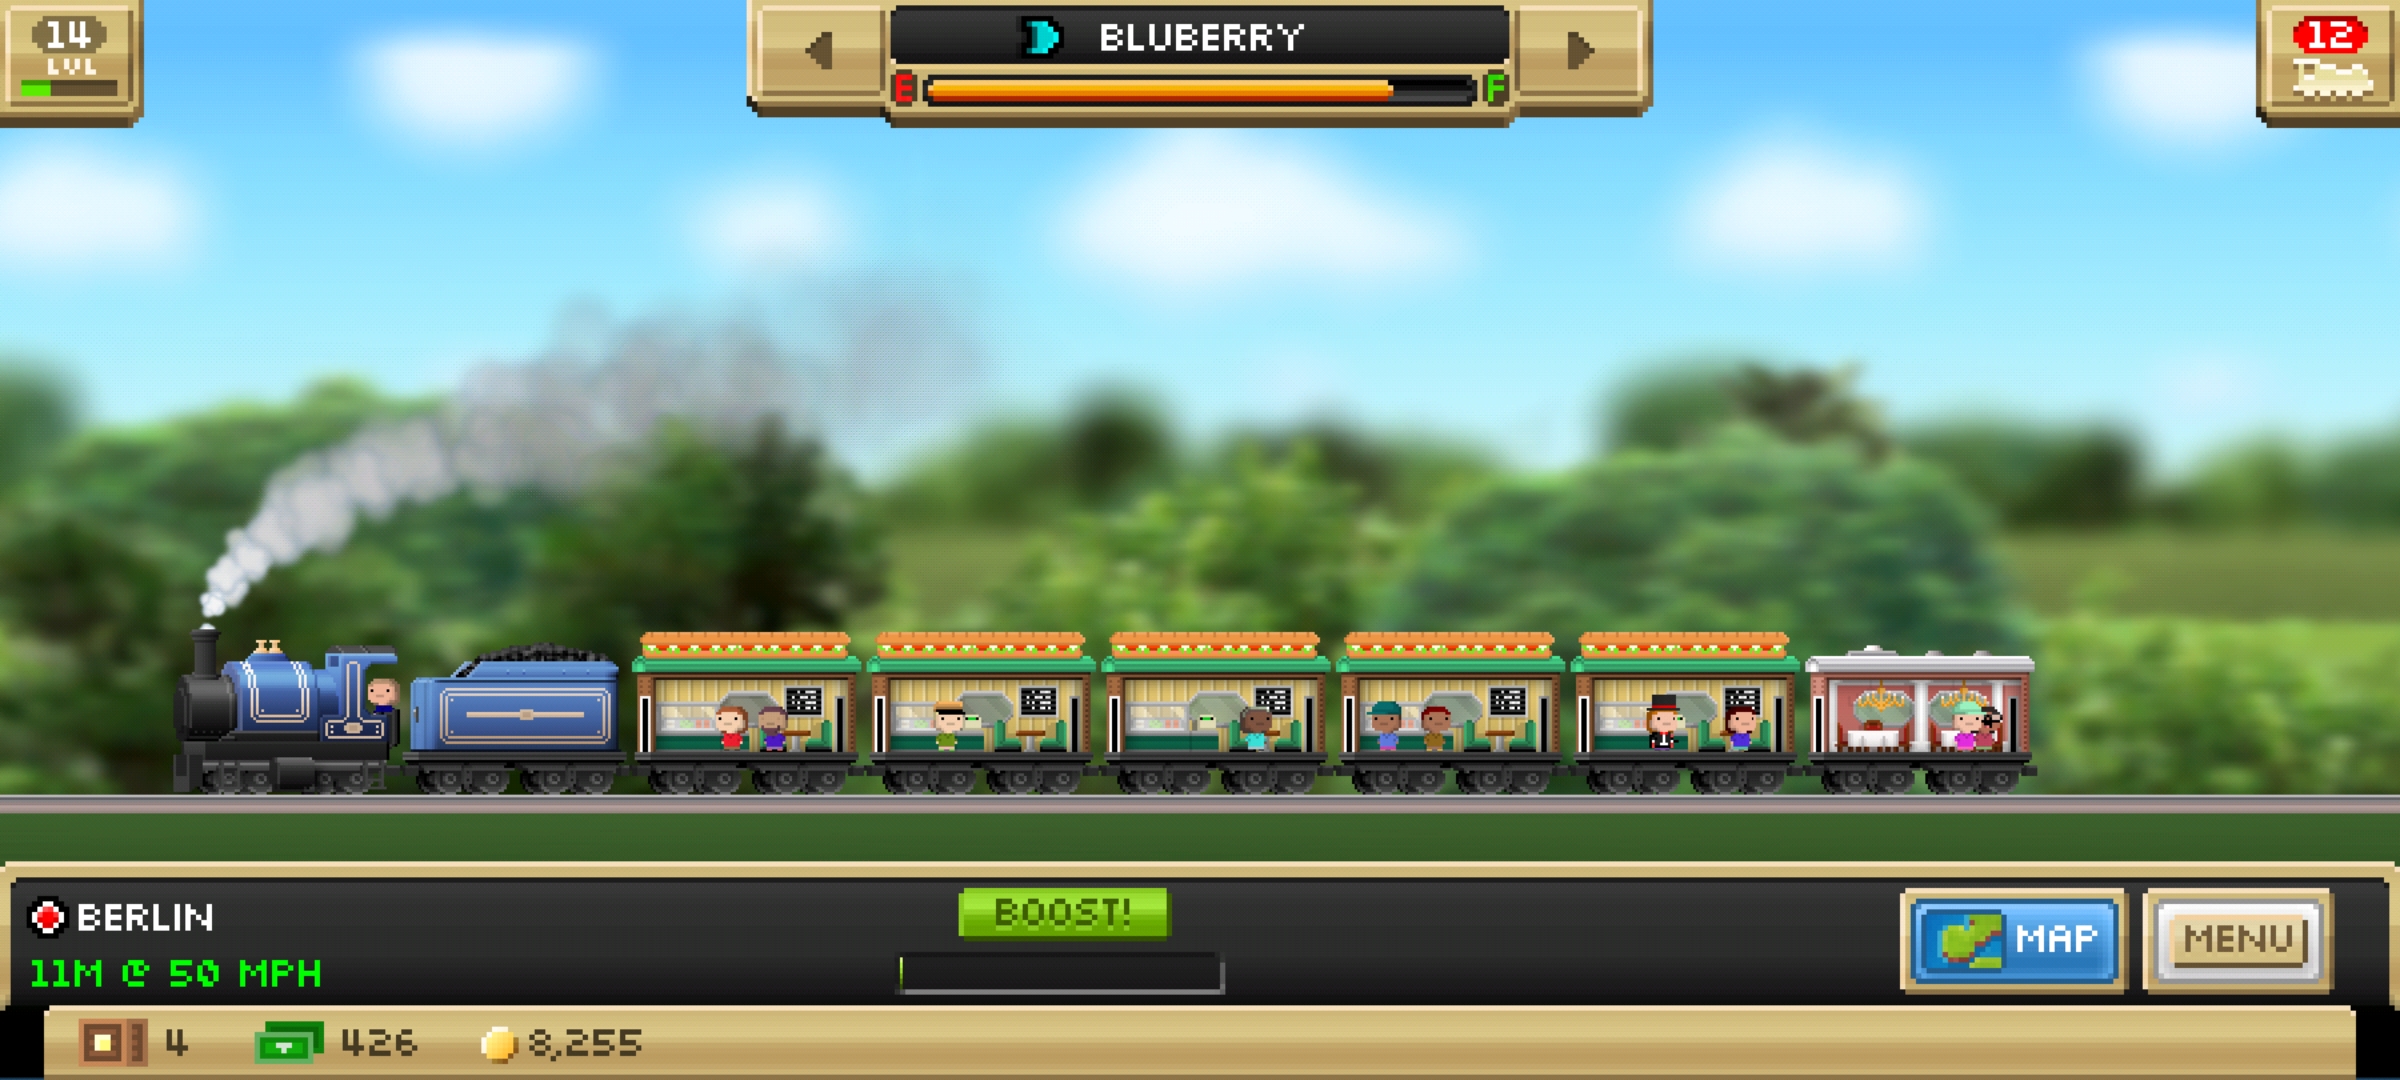 14
LVL
BLUBERRY
E F
12
BERLIN
11M @ 50 MPH
BOOST!
MAP
MENU
4
426
8,255